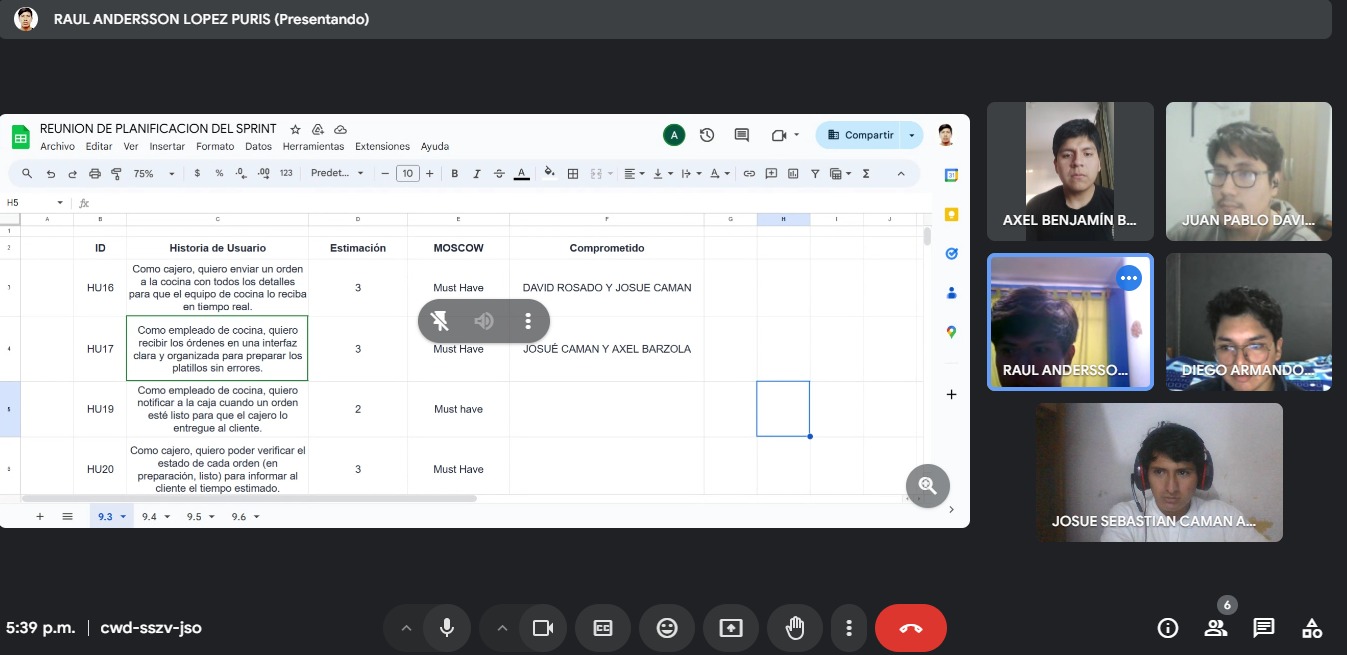 RAUL ANDERSSON LOPEZ PURIS (Presentando)
REUNION DE PLANIFICACION DEL SPRINT
A
Compartir
Archivo Editar Ver Insertar Formato Datos Herramientas Extensiones Ayuda
75% $ % .0 .00 123 Predet... 10 B I A
H5 fx
A B C D E F G H I J
1
2 ID Historia de Usuario Estimación MOSCOW Comprometido
HU16
Como cajero, quiero enviar un orden
a la cocina con todos los detalles
para que el equipo de cocina lo reciba
en tiempo real.
3 Must Have DAVID ROSADO Y JOSUE CAMAN
4 HU17
Como empleado de cocina, quiero
recibir los órdenes en una interfaz
clara y organizada para preparar los
platillos sin errores.
3 Must Have JOSUÉ CAMAN Y AXEL BARZOLA
5 HU19
Como empleado de cocina, quiero
notificar a la caja cuando un orden
esté listo para que el cajero lo
entregue al cliente.
2 Must have
6 HU20
Como cajero, quiero poder verificar el
estado de cada orden (en
preparación, listo) para informar al
cliente el tiempo estimado.
3 Must Have
9.3 9.4 9.5 9.6
AXEL BENJAMÍN B...
JUAN PABLO DAVI...
RAUL ANDERSSO...
DIEGO ARMANDO...
JOSUE SEBASTIAN CAMAN A...
5:39 p.m. | cwd-sszv-jso
6